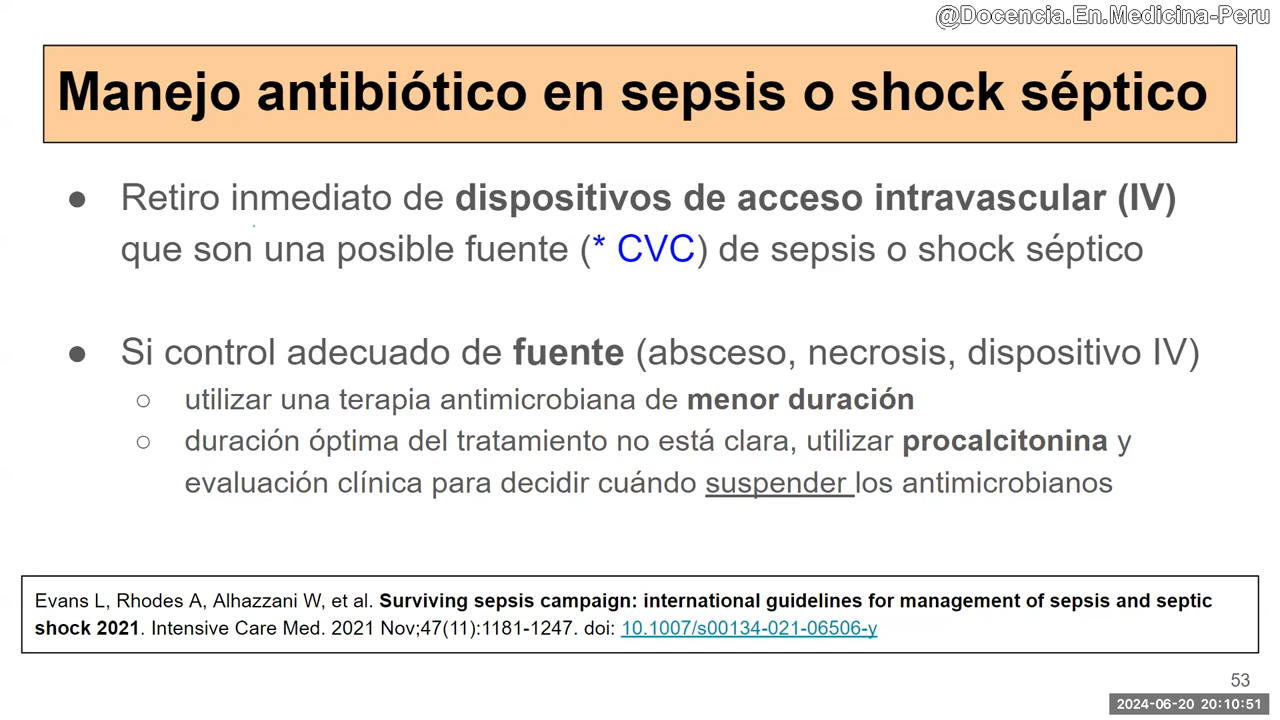 @Docencia.En.Medicina-Peru
Manejo antibiótico en sepsis o shock séptico
● Retiro inmediato de dispositivos de acceso intravascular (IV)
que son una posible fuente (* CVC) de sepsis o shock séptico
● Si control adecuado de fuente (absceso, necrosis, dispositivo IV)
○ utilizar una terapia antimicrobiana de menor duración
○ duración óptima del tratamiento no está clara, utilizar procalcitonina y
evaluación clínica para decidir cuándo suspender los antimicrobianos
Evans L, Rhodes A, Alhazzani W, et al. Surviving sepsis campaign: international guidelines for management of sepsis and septic
shock 2021. Intensive Care Med. 2021 Nov;47(11):1181-1247. doi: 10.1007/s00134-021-06506-y
53
2024-06-20 20:10:51